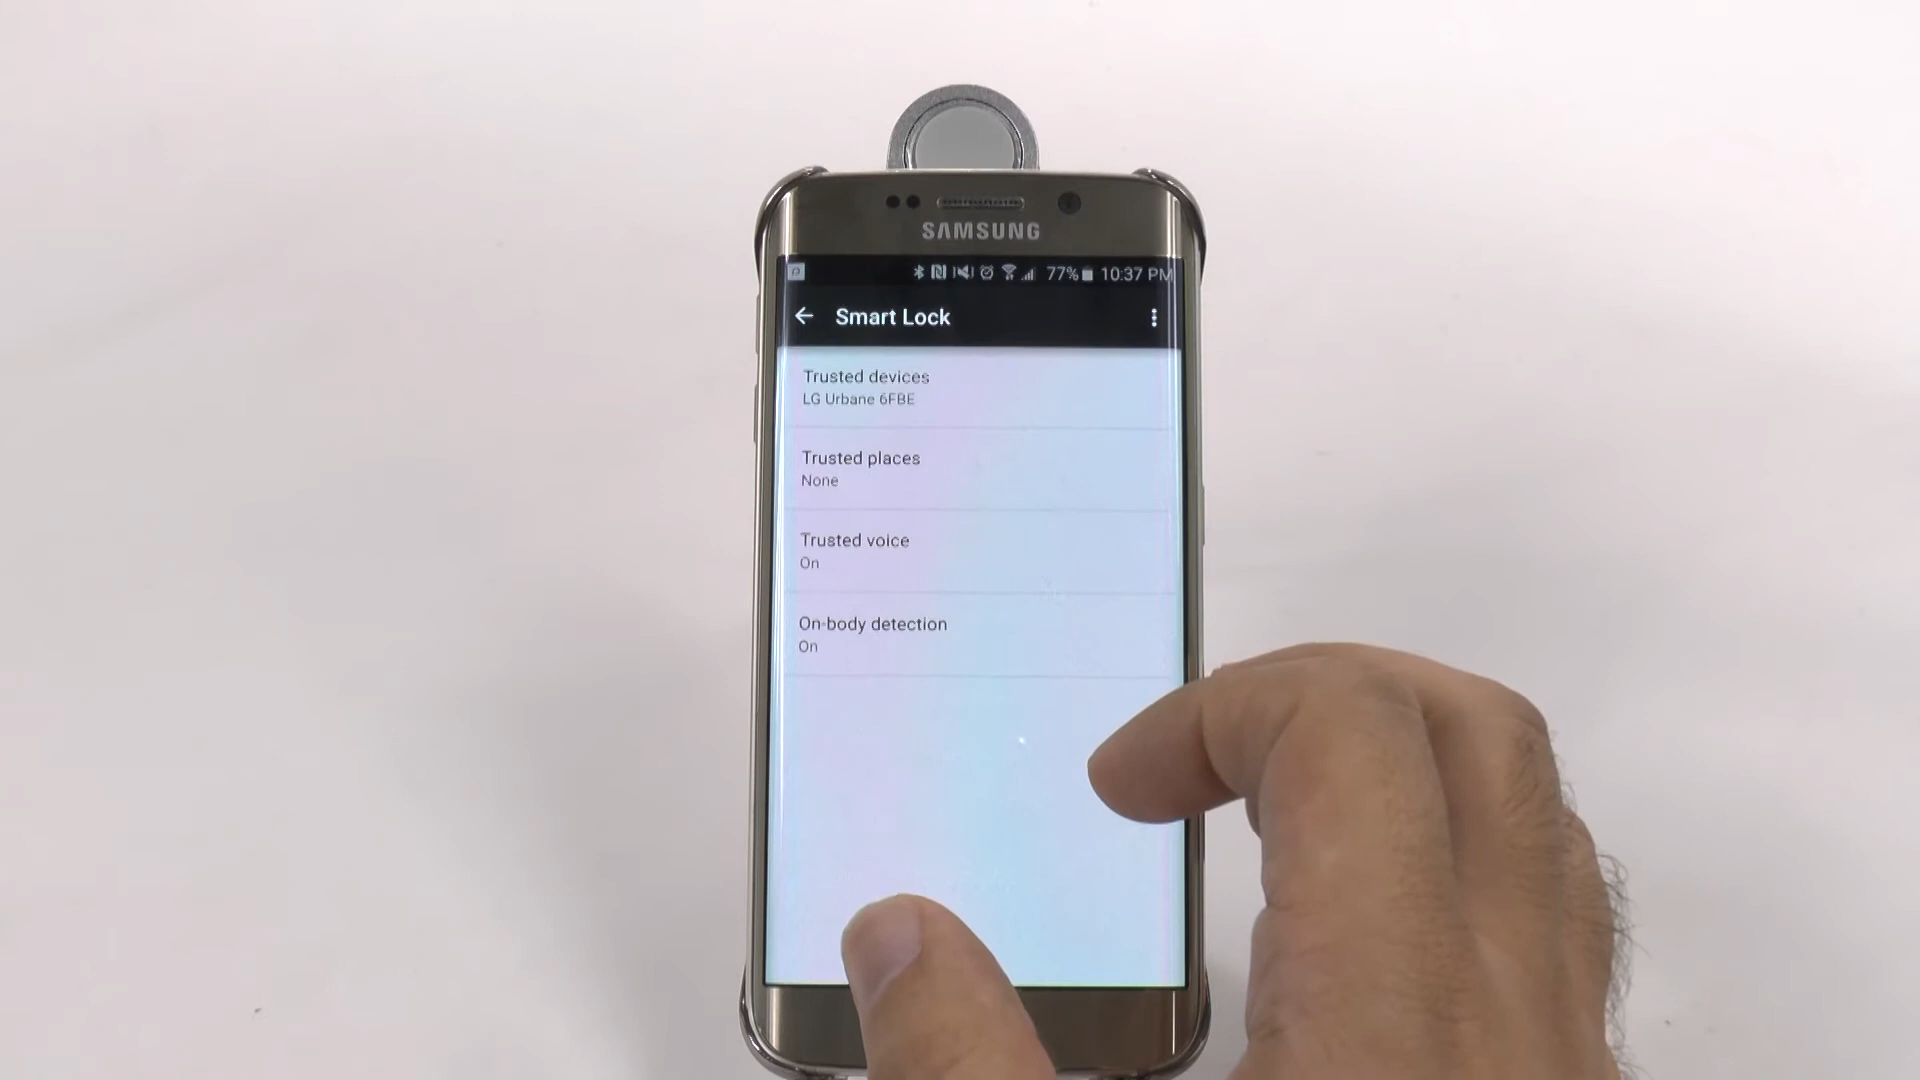 SAMSUNG
77% 10:37 PM
Smart Lock
Trusted devices
LG Urbane 6FBE
Trusted places
None
Trusted voice
On
On-body detection
On